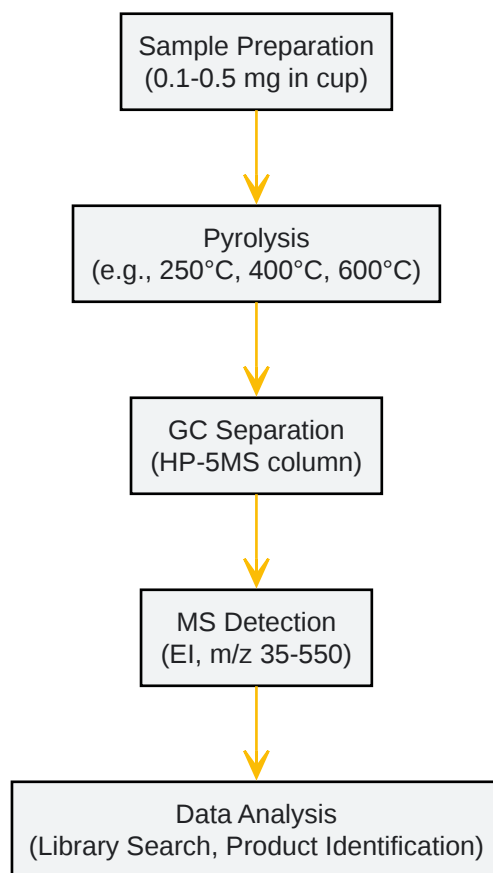 Sample Preparation
(0.1-0.5 mg in cup)
Pyrolysis
(e.g., 250°C, 400°C, 600°C)
GC Separation
(HP-5MS column)
MS Detection
(EI, m/z 35-550)
Data Analysis
(Library Search, Product Identification)